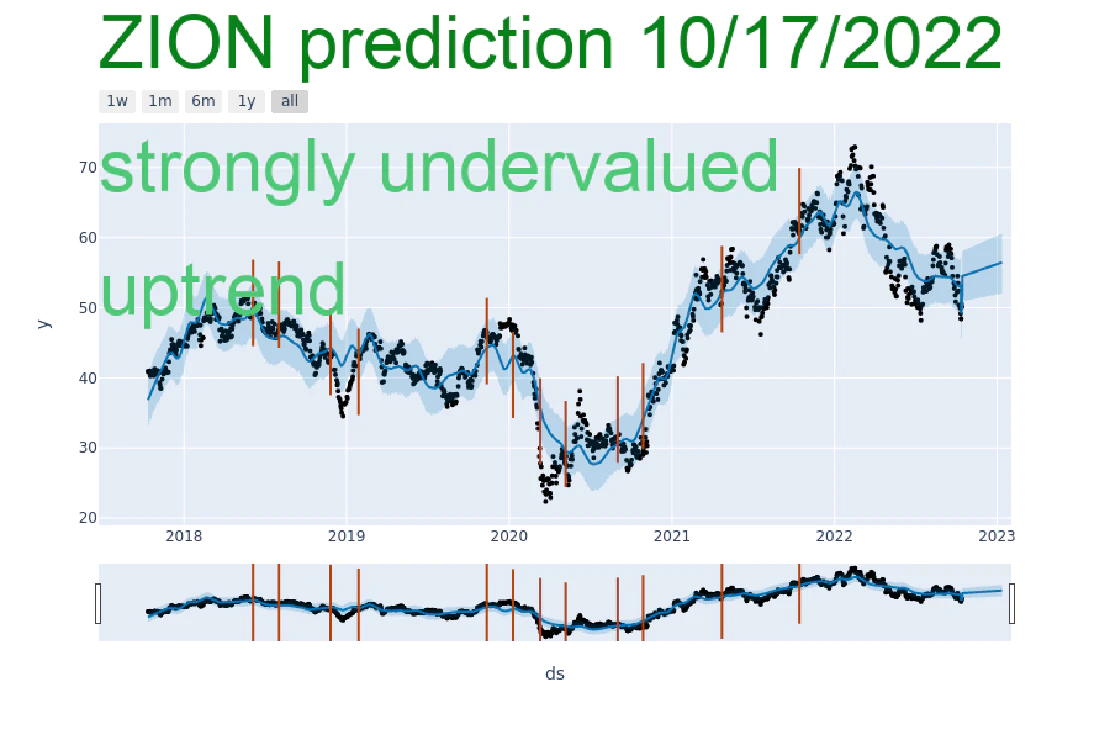 ZION prediction 10/17/2022
1w 1m 6m 1y all
strongly undervalued
uptrend
70
60
50
40
30
20
y
2018 2019 2020 2021 2022 2023
ds